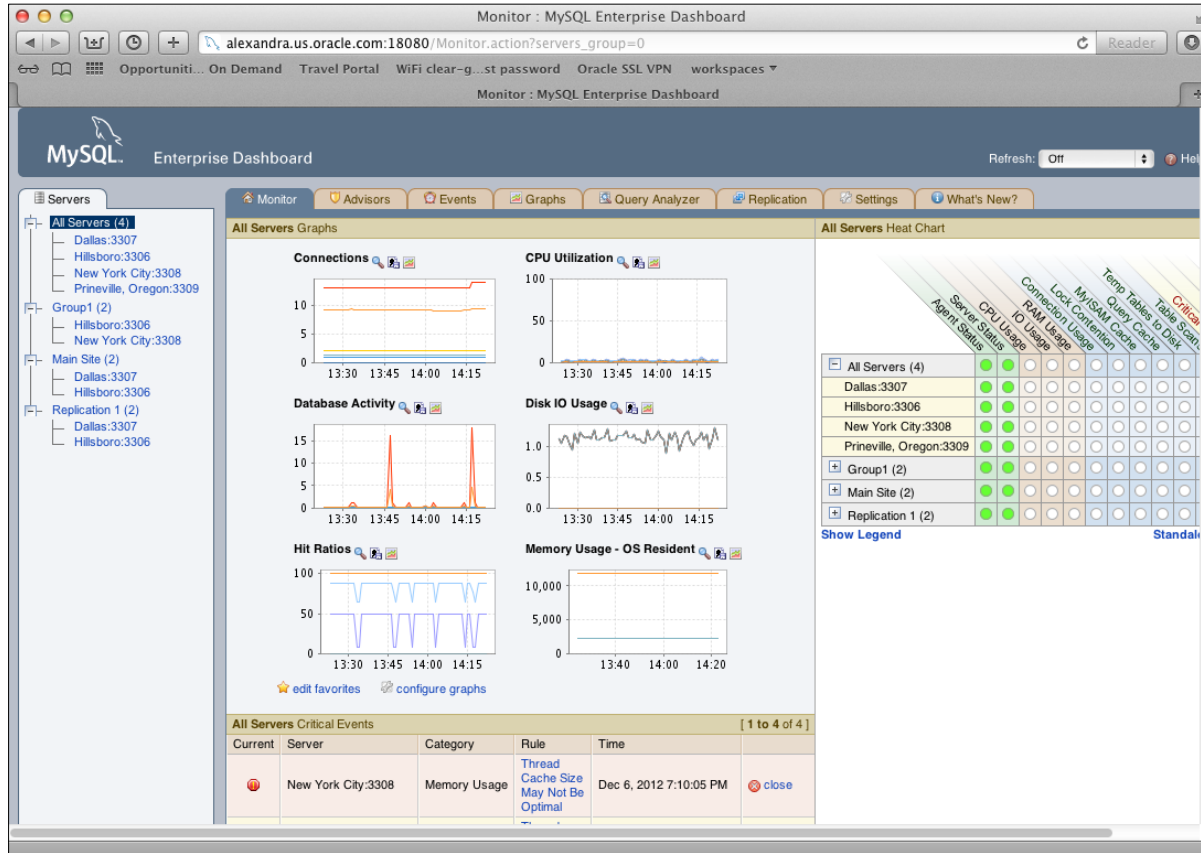 Monitor : MySQL Enterprise Dashboard
alexandra.us.oracle.com:18080/Monitor.action?servers_group=0
Reader
Opportuniti... On Demand Travel Portal WiFi clear-g...st password Oracle SSL VPN workspaces
Monitor : MySQL Enterprise Dashboard
MySQL™ Enterprise Dashboard
Refresh: Off
Hel
Servers
Monitor Advisors Events Graphs Query Analyzer Replication Settings What's New?
All Servers (4)
Dallas:3307
Hillsboro:3306
New York City:3308
Prineville, Oregon:3309
Group1 (2)
Hillsboro:3306
New York City:3308
Main Site (2)
Dallas:3307
Hillsboro:3306
Replication 1 (2)
Dallas:3307
Hillsboro:3306
All Servers Graphs
Connections
10
5
0
13:30 13:45 14:00 14:15
CPU Utilization
100
50
0
13:30 13:45 14:00 14:15
Database Activity
15
10
5
0
13:30 13:45 14:00 14:15
Disk IO Usage
1.0
0.5
0.0
13:30 13:45 14:00 14:15
Hit Ratios
100
50
0
13:30 13:45 14:00 14:15
Memory Usage - OS Resident
10,000
5,000
0
13:40 14:00 14:20
edit favorites configure graphs
All Servers Critical Events [ 1 to 4 of 4 ]
Current Server Category Rule Time
New York City:3308 Memory Usage
Thread
Cache Size
May Not Be
Optimal
Dec 6, 2012 7:10:05 PM close
All Servers Heat Chart
Agent Status
Server Status
CPU Usage
IO Usage
RAM Usage
Connection Usage
Lock Contention
MyISAM Cache
Query Cache
Temp Tables to Disk
Table Scan
Critica
All Servers (4)
Dallas:3307
Hillsboro:3306
New York City:3308
Prineville, Oregon:3309
Group1 (2)
Main Site (2)
Replication 1 (2)
Show Legend Standalo